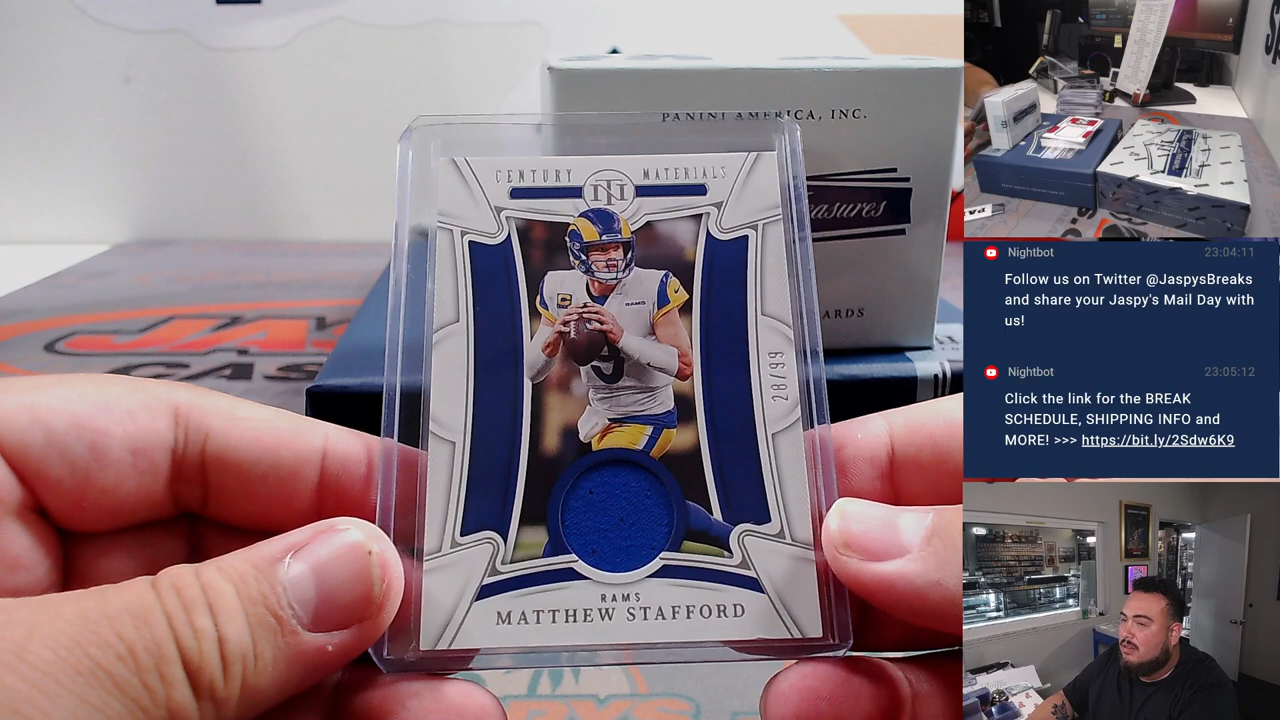 PANINI AMERICA, INC.
CENTURY MATERIALS
RAMS
9
28/99
RAMS
MATTHEW STAFFORD
Nightbot 23:04:11
Follow us on Twitter @JaspysBreaks
and share your Jaspy's Mail Day with
us!
Nightbot 23:05:12
Click the link for the BREAK
SCHEDULE, SHIPPING INFO and
MORE! >>> https://bit.ly/2Sdw6K9